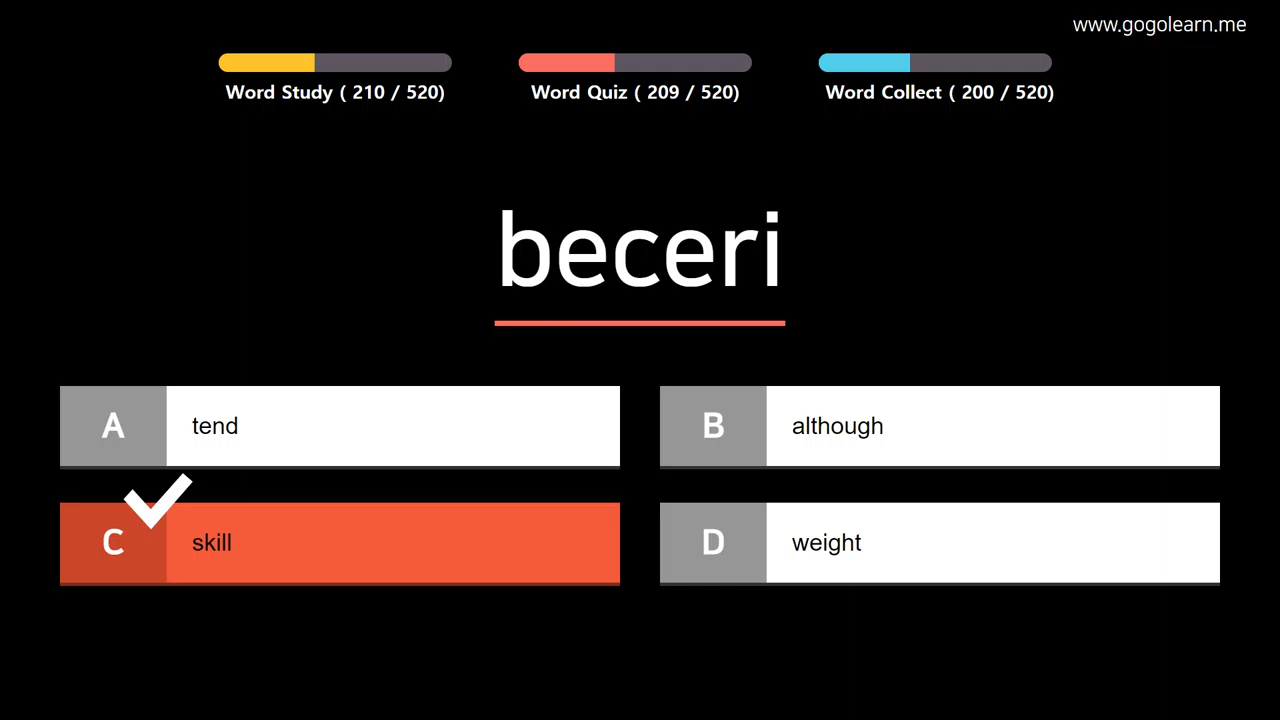 www.gogolearn.me
Word Study ( 210 / 520)
Word Quiz ( 209 / 520)
Word Collect ( 200 / 520)
beceri
A tend
B although
C skill
D weight